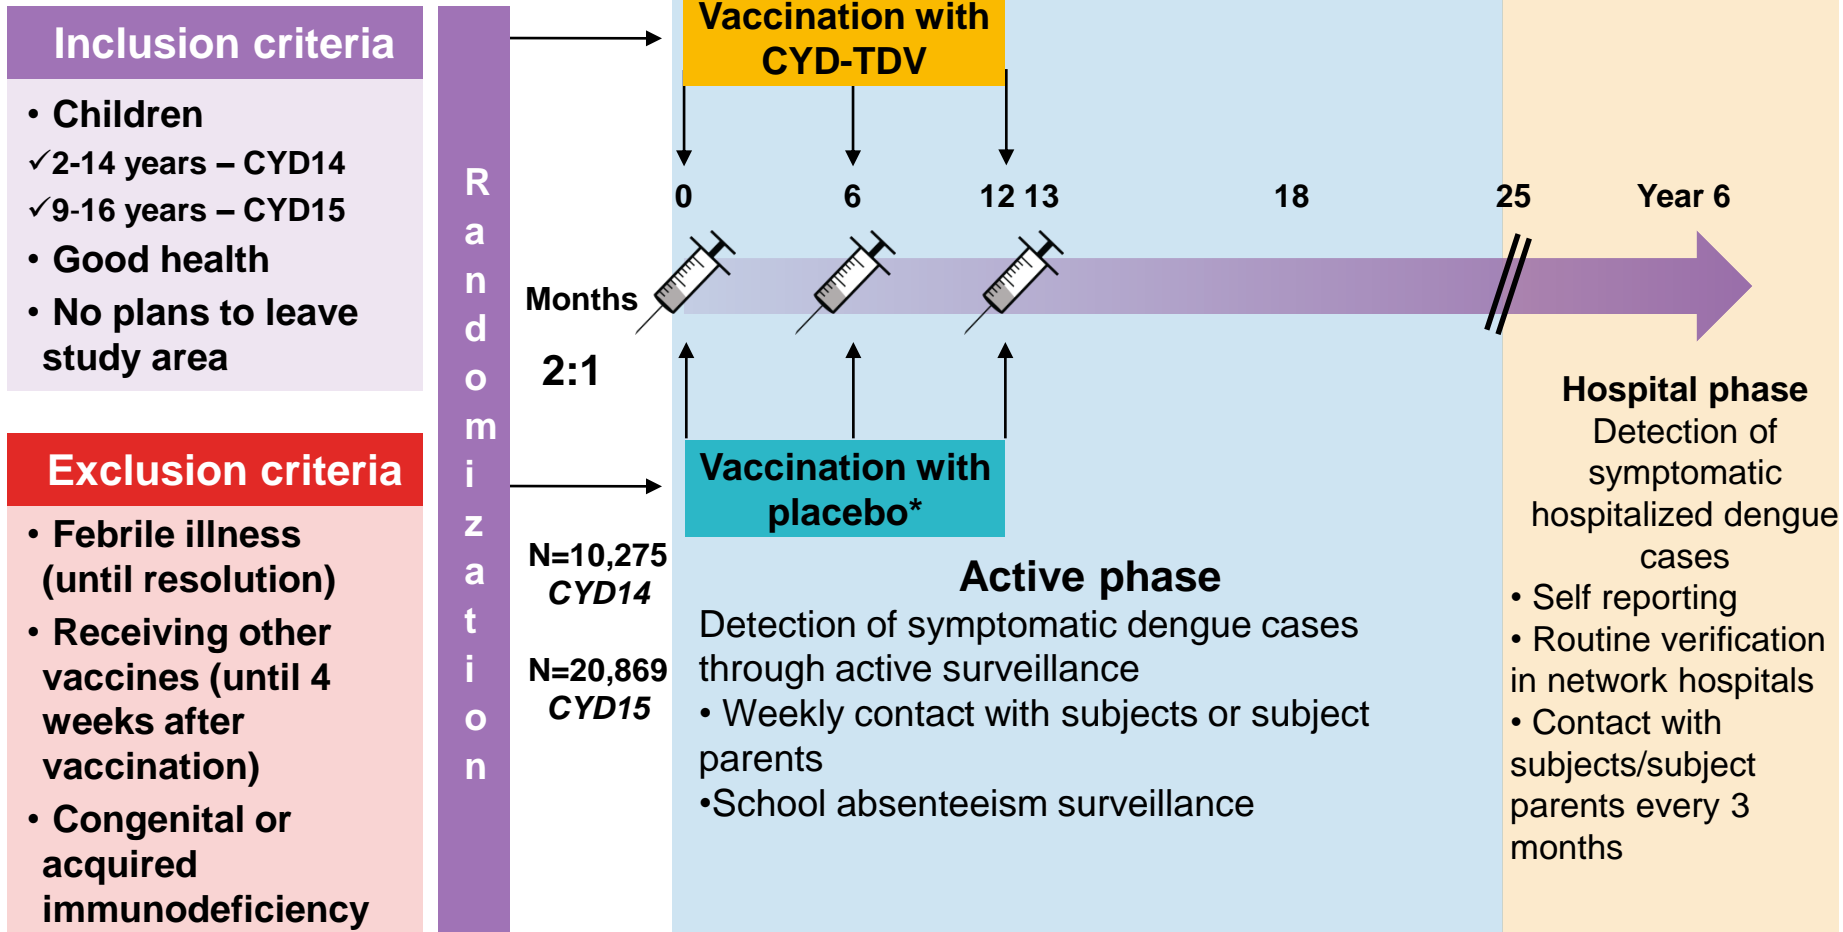 Inclusion criteria
• Children
✓2-14 years – CYD14
✓9-16 years – CYD15
• Good health
• No plans to leave
study area
Exclusion criteria
• Febrile illness
(until resolution)
• Receiving other
vaccines (until 4
weeks after
vaccination)
• Congenital or
acquired
immunodeficiency
Randomization
Months
2:1
N=10,275
CYD14
N=20,869
CYD15
Vaccination with
CYD-TDV
0 6 12 13 18 25 Year 6
Vaccination with
placebo*
Active phase
Detection of symptomatic dengue cases
through active surveillance
• Weekly contact with subjects or subject
parents
•School absenteeism surveillance
Hospital phase
Detection of
symptomatic
hospitalized dengue
cases
• Self reporting
• Routine verification
in network hospitals
• Contact with
subjects/subject
parents every 3
months